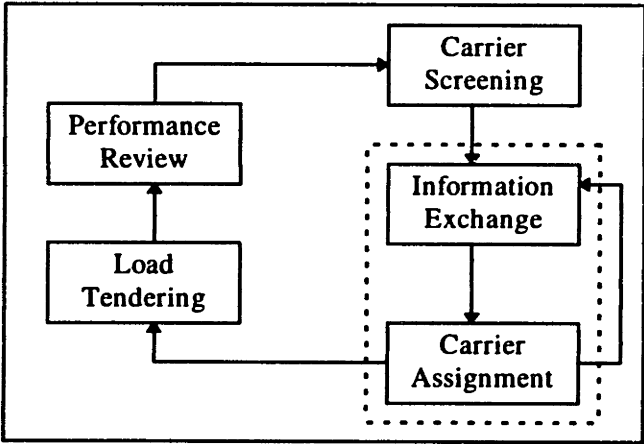 Carrier
Screening
Performance
Review
Information
Exchange
Load
Tendering
Carrier
Assignment